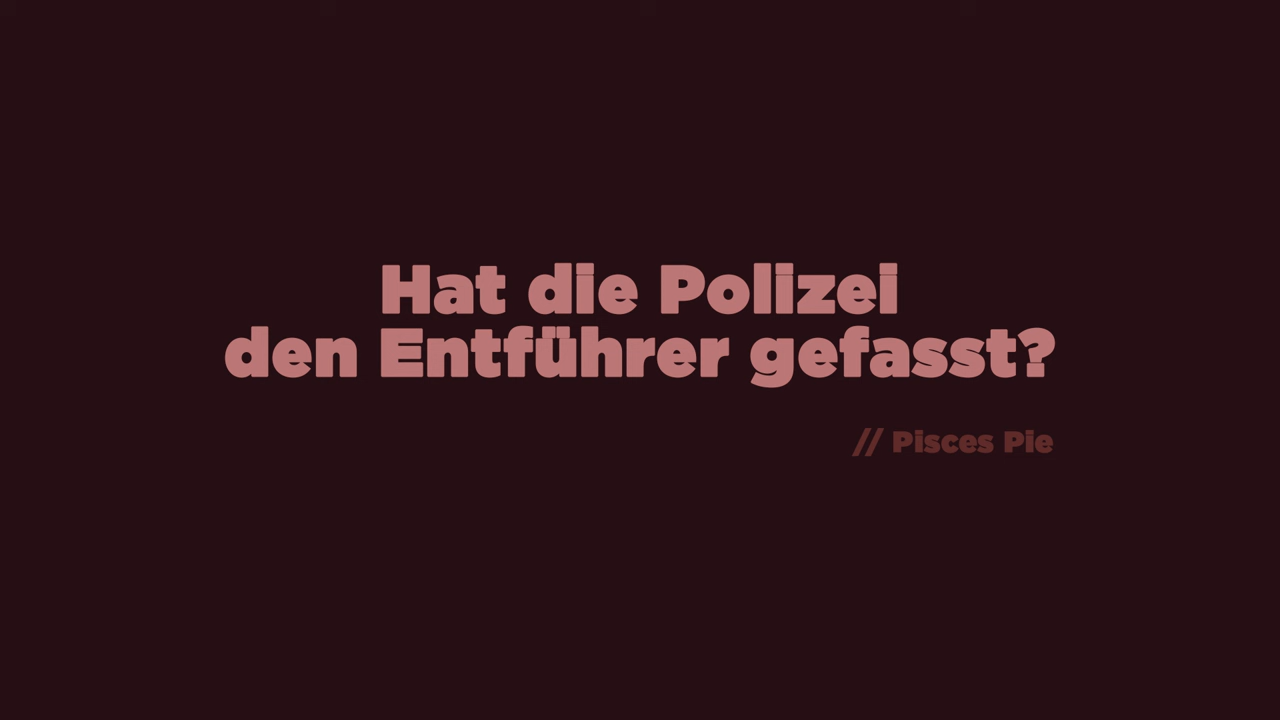 Hat die Polizei
den Entführer gefasst?
// Pisces Pie